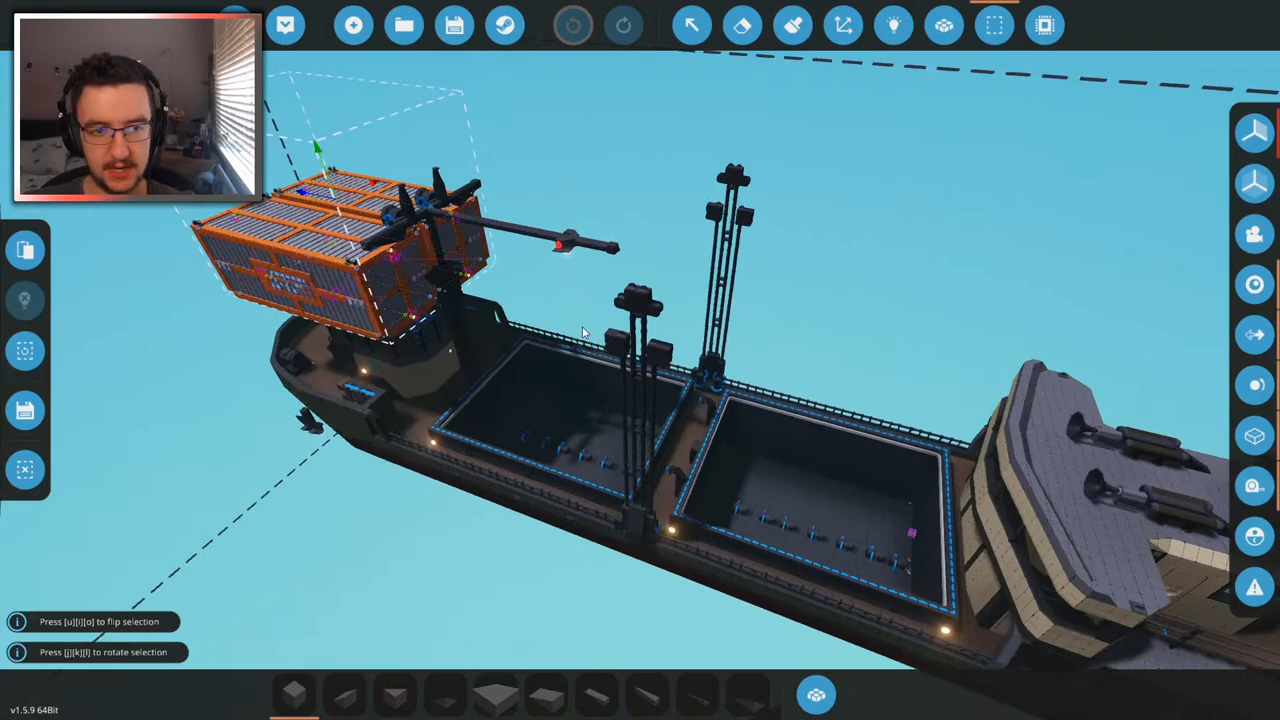 Press [u][i][o] to flip selection
Press [j][k][l] to rotate selection
v1.5.9 64Bit